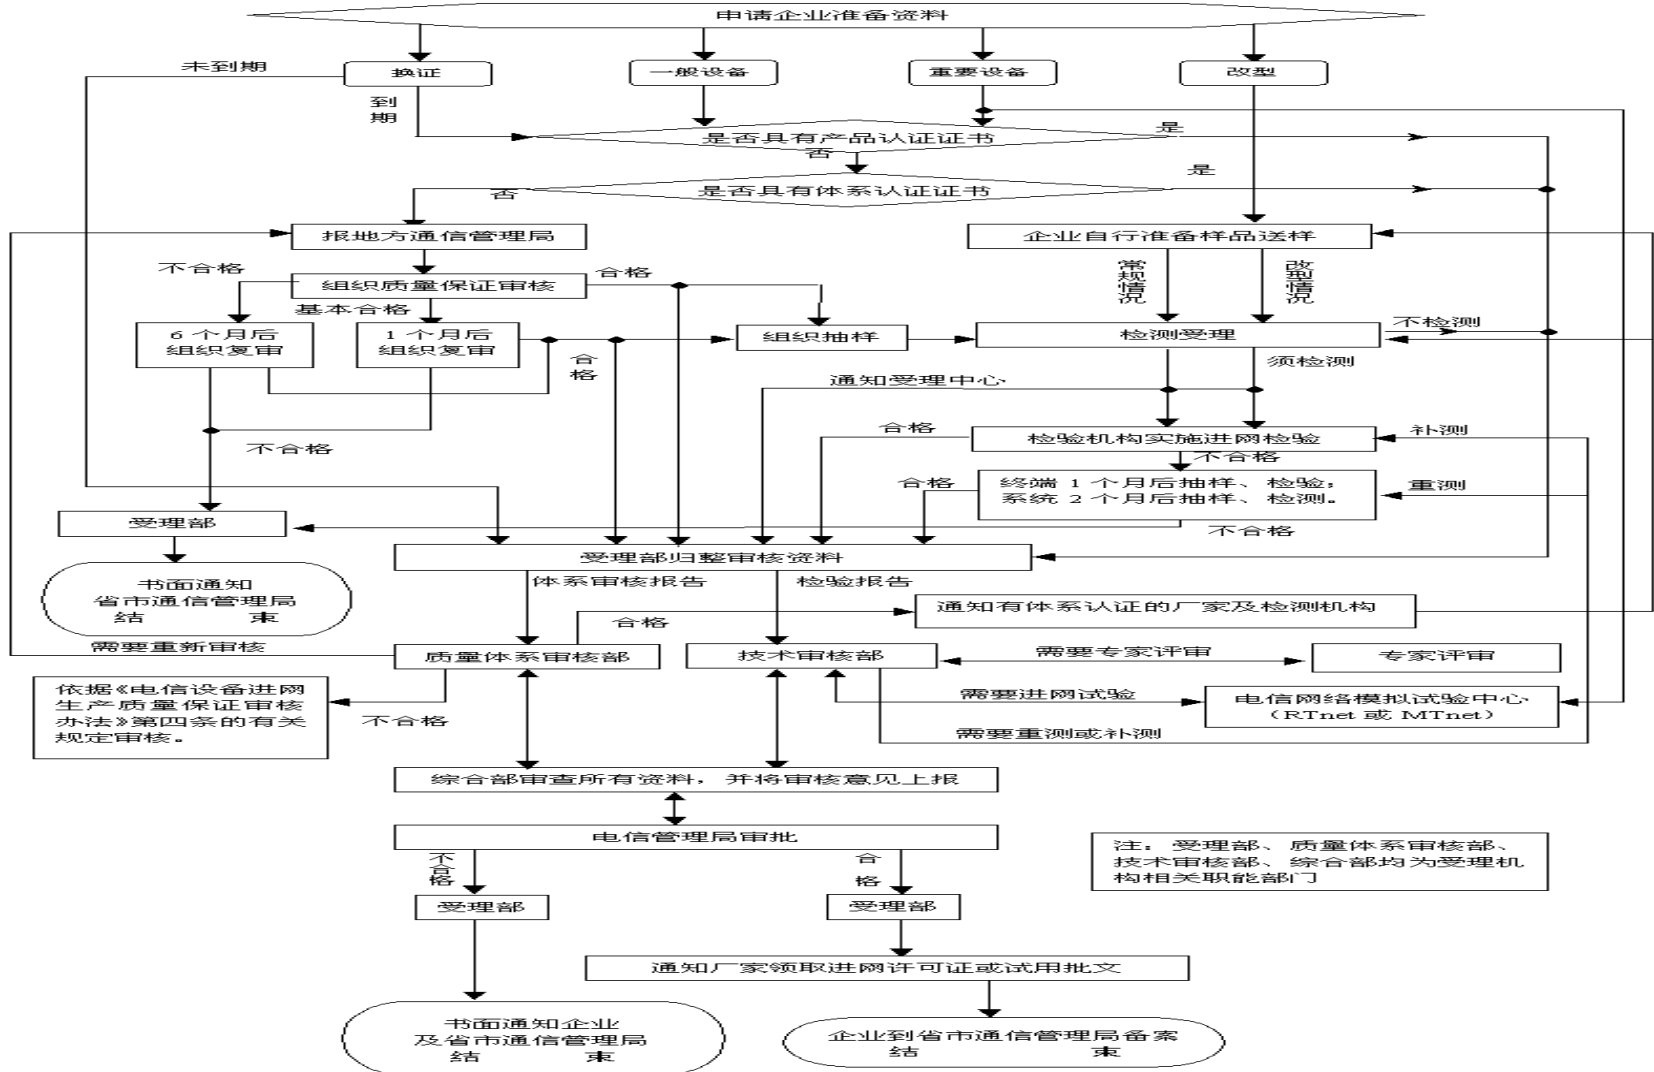 申请企业准备资料
未到期
换证
一般设备
重要设备
改型
到
期
是否具有产品认证证书
是
否
是否具有体系认证证书
是
否
报地方通信管理局
企业自行准备样品送样
不合格
组织质量保证审核
合格
常规情况
改型情况
基本合格
6 个月后
组织复审
1 个月后
组织复审
合
格
组织抽样
检测受理
不检测
须检测
通知受理中心
不合格
合格
检验机构实施进网检验
补测
不合格
合格
终端 1 个月后抽样、检验；
系统 2 个月后抽样、检测。
重测
受理部
不合格
受理部归整审核资料
书面通知
省市通信管理局
结 束
体系审核报告
检验报告
通知有体系认证的厂家及检测机构
合格
需要重新审核
质量体系审核部
技术审核部
需要专家评审
专家评审
依据《电信设备进网
生产质量保证审核
办法》第四条的有关
规定审核。
不合格
需要进网试验
电信网络模拟试验中心
（RTnet 或 MTnet）
需要重测或补测
综合部审查所有资料，并将审核意见上报
电信管理局审批
不
合
格
合
格
注：受理部、质量体系审核部、
技术审核部、综合部均为受理机
构相关职能部门
受理部
受理部
通知厂家领取进网许可证或试用批文
书面通知企业
及省市通信管理局
结 束
企业到省市通信管理局备案
结 束